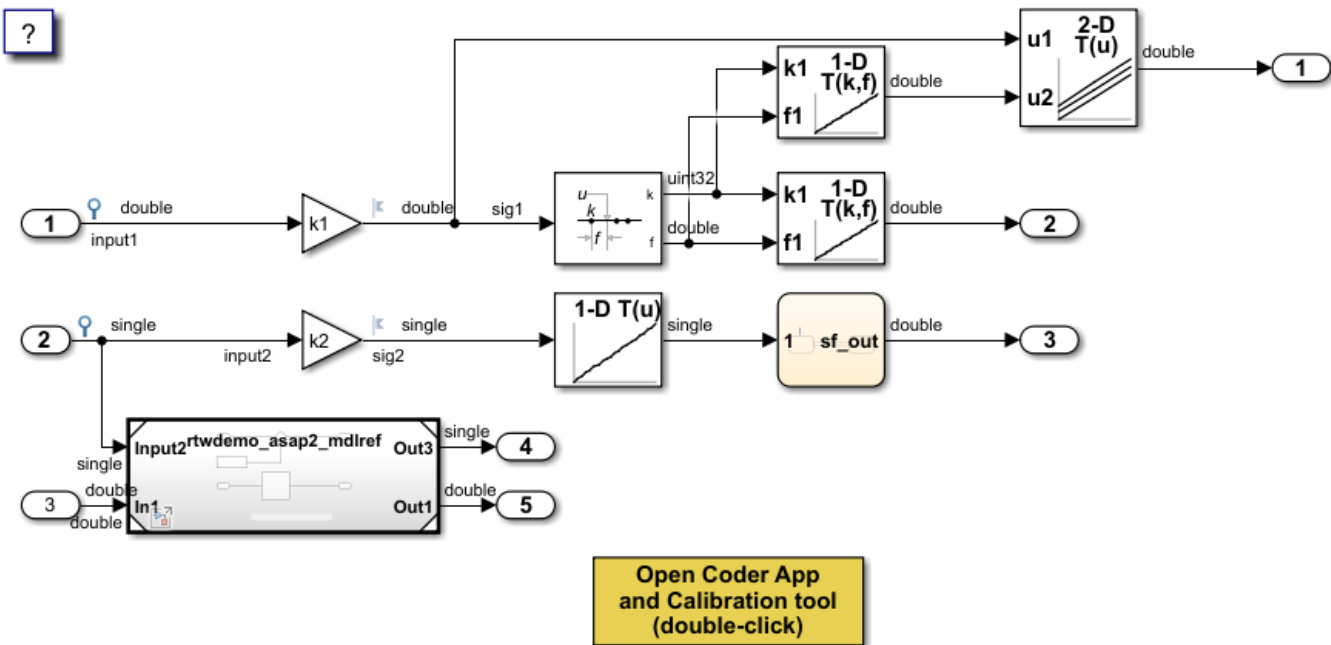 ?
u1
2-D
T(u)
u2
double
1
k1
1-D
T(k,f)
f1
double
1
double
input1
k1
double
sig1
u
k
f
k
f
uint32
double
k1
1-D
T(k,f)
f1
double
2
2
single
input2
k2
single
sig2
1-D T(u)
single
1
sf_out
double
3
single
Input2
rtwdemo_asap2_mdlref
Out3
single
4
3
double
double
In1
Out1
double
5
Open Coder App
and Calibration tool
(double-click)